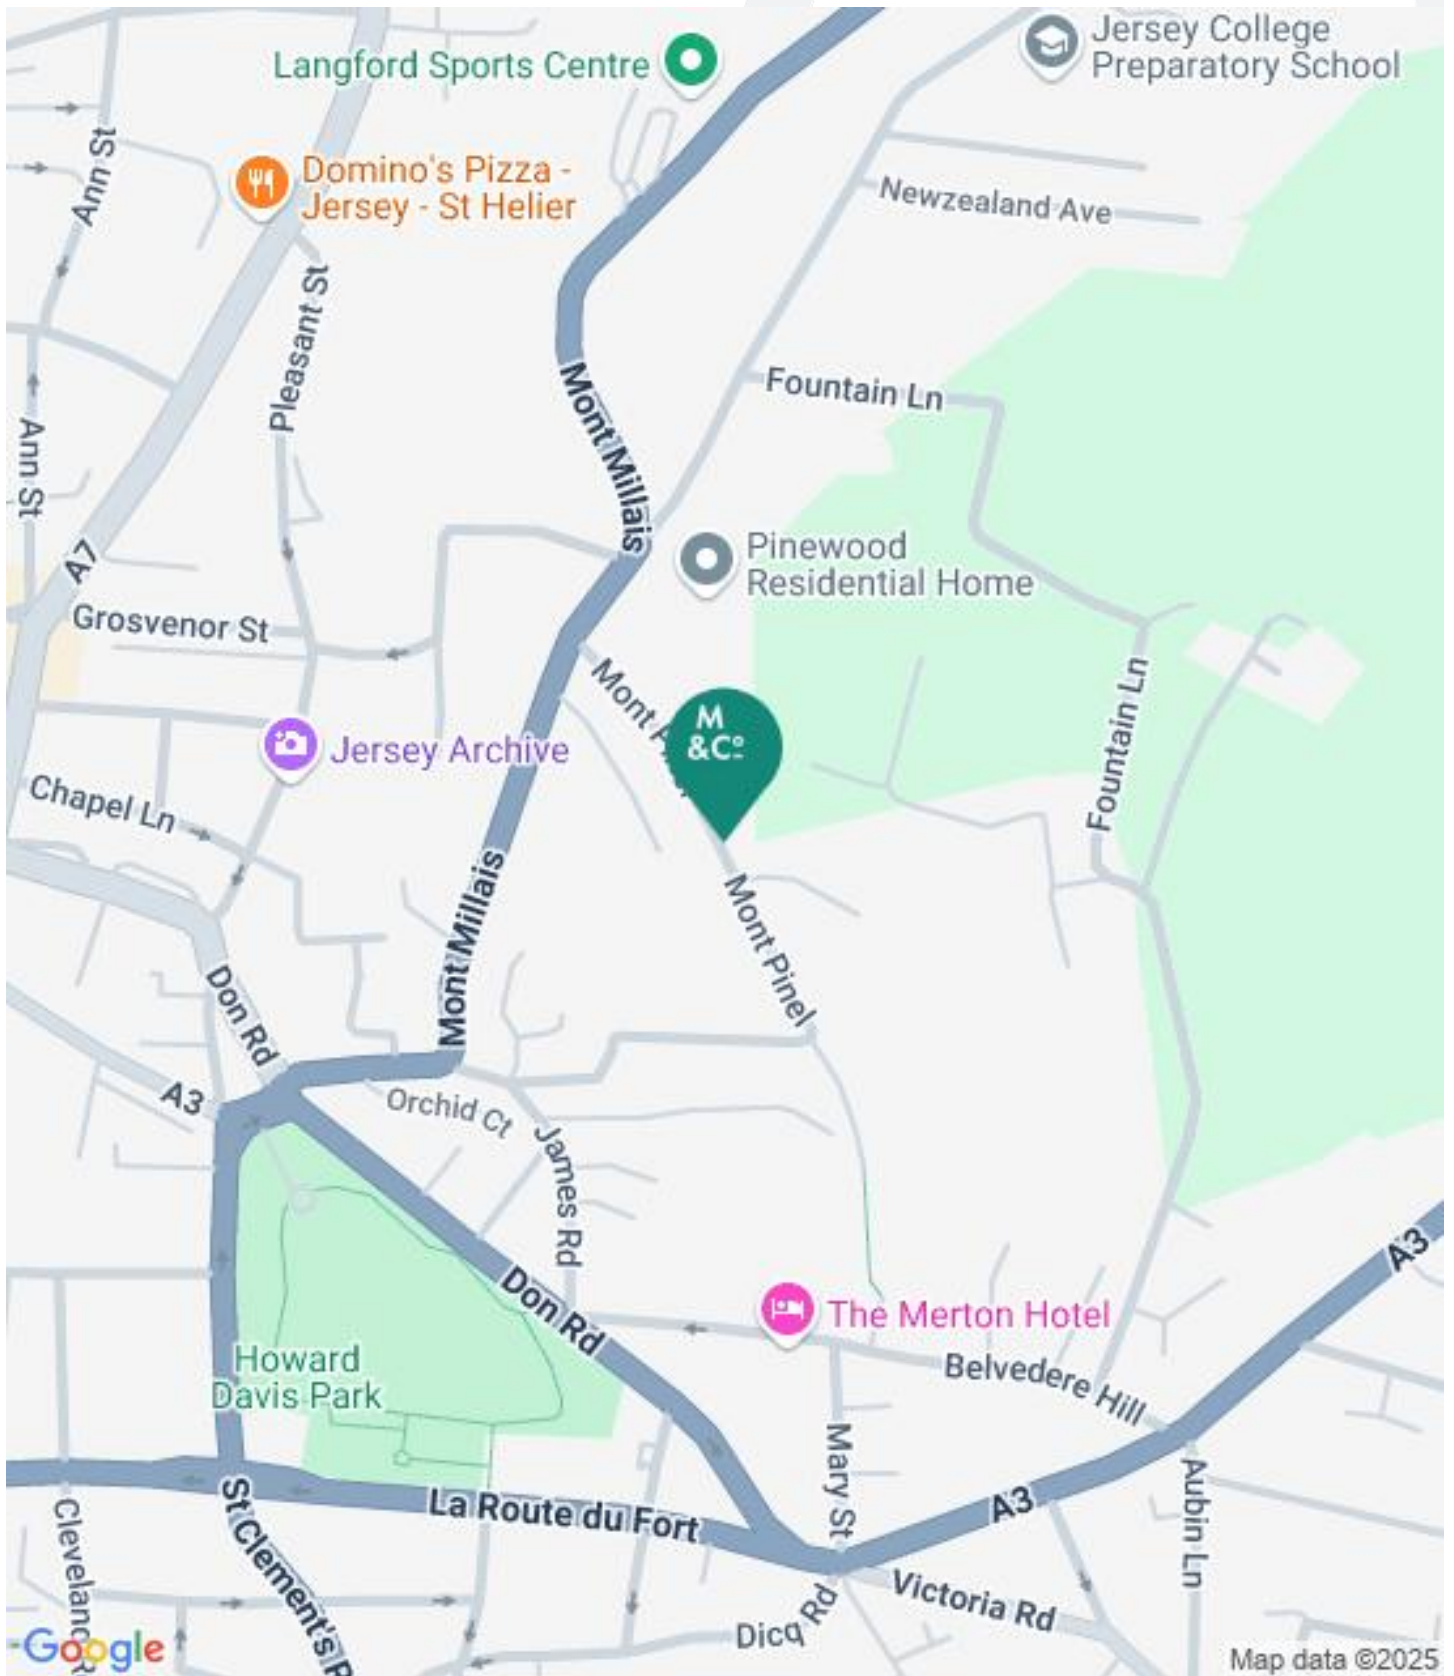 Jersey College
Preparatory School
Langford Sports Centre
Domino's Pizza -
Jersey - St Helier
Ann St
Newzealand Ave
Pleasant St
Fountain Ln
Mont Millais
Ann St
A7
Pinewood
Residential Home
Grosvenor St
Mont
M
&Co
Jersey Archive
Fountain Ln
Chapel Ln
Mont Millais
Mont Pinel
Don Rd
A3
Orchid Ct
James Rd
A3
Don Rd
The Merton Hotel
Howard
Davis Park
Belvedere Hill
Mary St
A3
Aubin Ln
La Route du Fort
St Clement's
Victoria Rd
Dicq Rd
Google
Map data ©2025